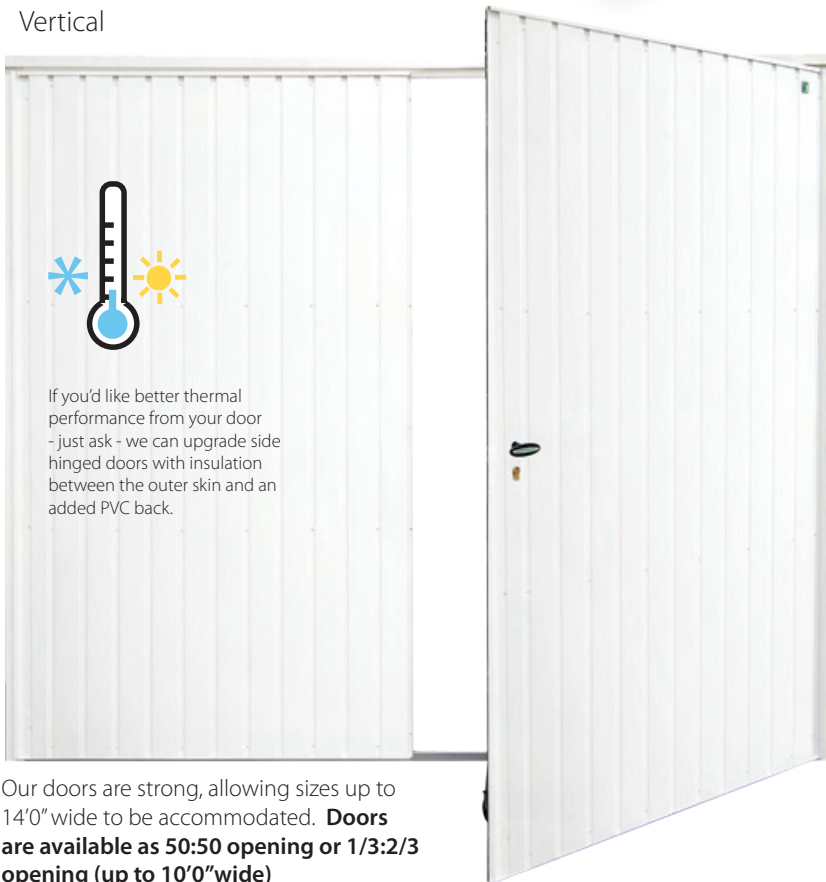 Vertical
If you’d like better thermal
performance from your door
- just ask - we can upgrade side
hinged doors with insulation
between the outer skin and an
added PVC back.
Our doors are strong, allowing sizes up to
14’0” wide to be accommodated. Doors
are available as 50:50 opening or 1/3:2/3
opening (up to 10’0”wide)